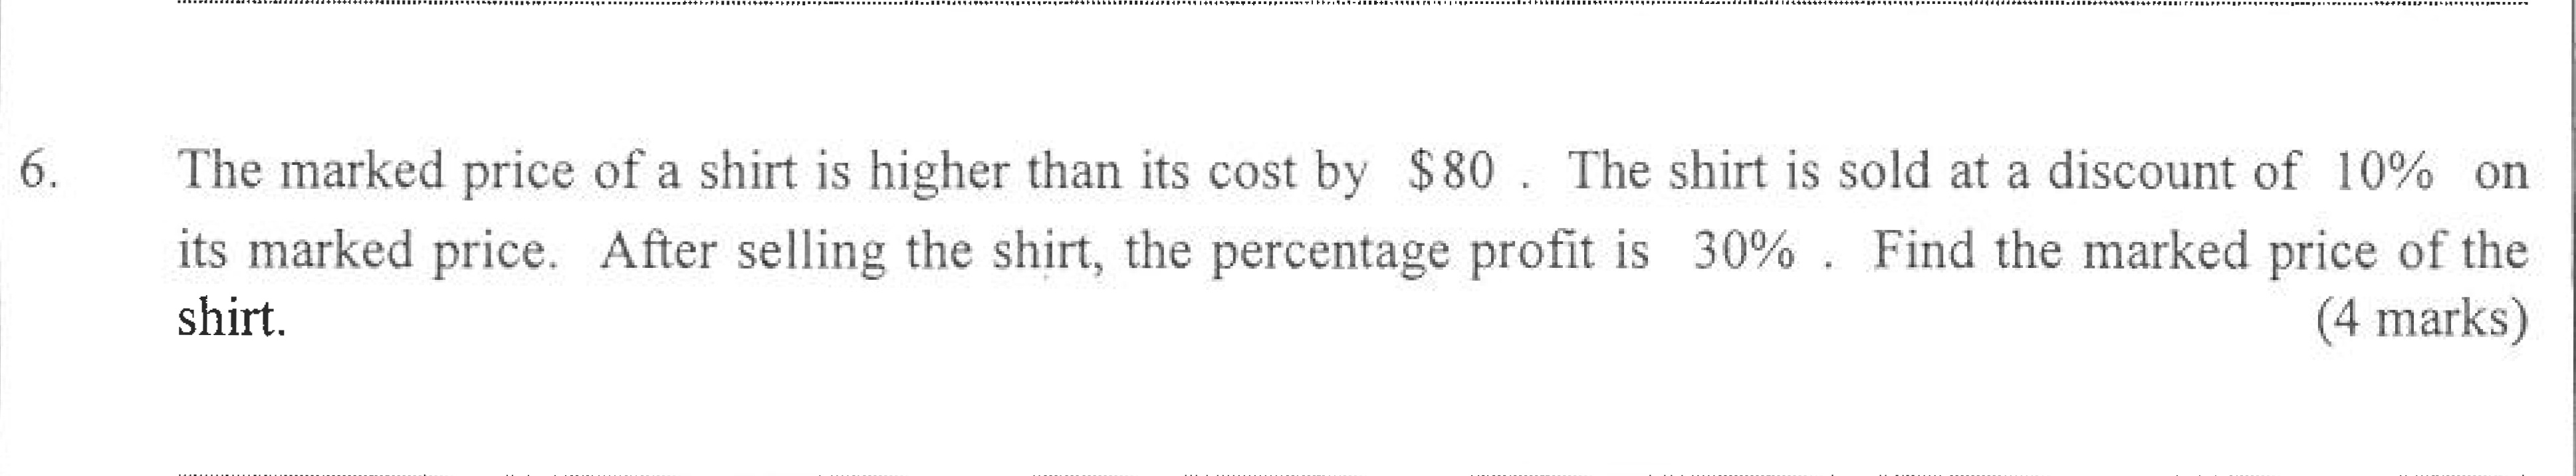 6. The marked price of a shirt is higher than its cost by $80 . The shirt is sold at a discount of 10% on
its marked price. After selling the shirt, the percentage profit is 30% . Find the marked price of the
shirt. (4 marks)